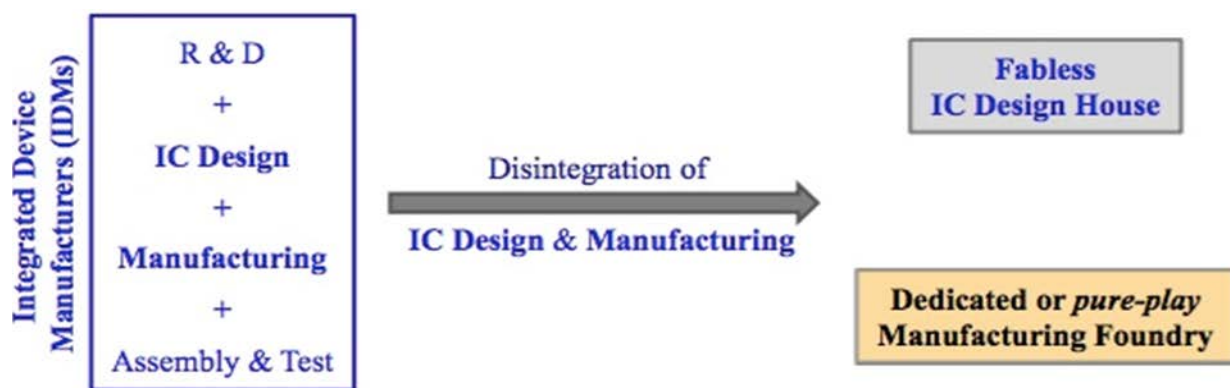 Integrated Device
Manufacturers (IDMs)
R & D
+
IC Design
+
Manufacturing
+
Assembly & Test
Disintegration of
IC Design & Manufacturing
Fabless
IC Design House
Dedicated or pure-play
Manufacturing Foundry